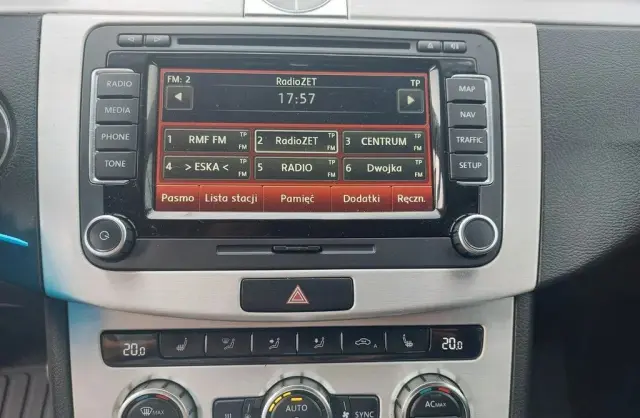 RADIO
MEDIA
PHONE
TONE
FM: 2 RadioZET TP
17:57
1 RMF FM TP FM
2 RadioZET TP FM
3 CENTRUM TP FM
4 > ESKA < TP FM
5 RADIO TP FM
6 Dwojka TP FM
Pasmo Lista stacji Pamięć Dodatki Ręczn.
MAP
NAV
TRAFFIC
SETUP
20.0 A 20.0
MAX AUTO SYNC AC MAX